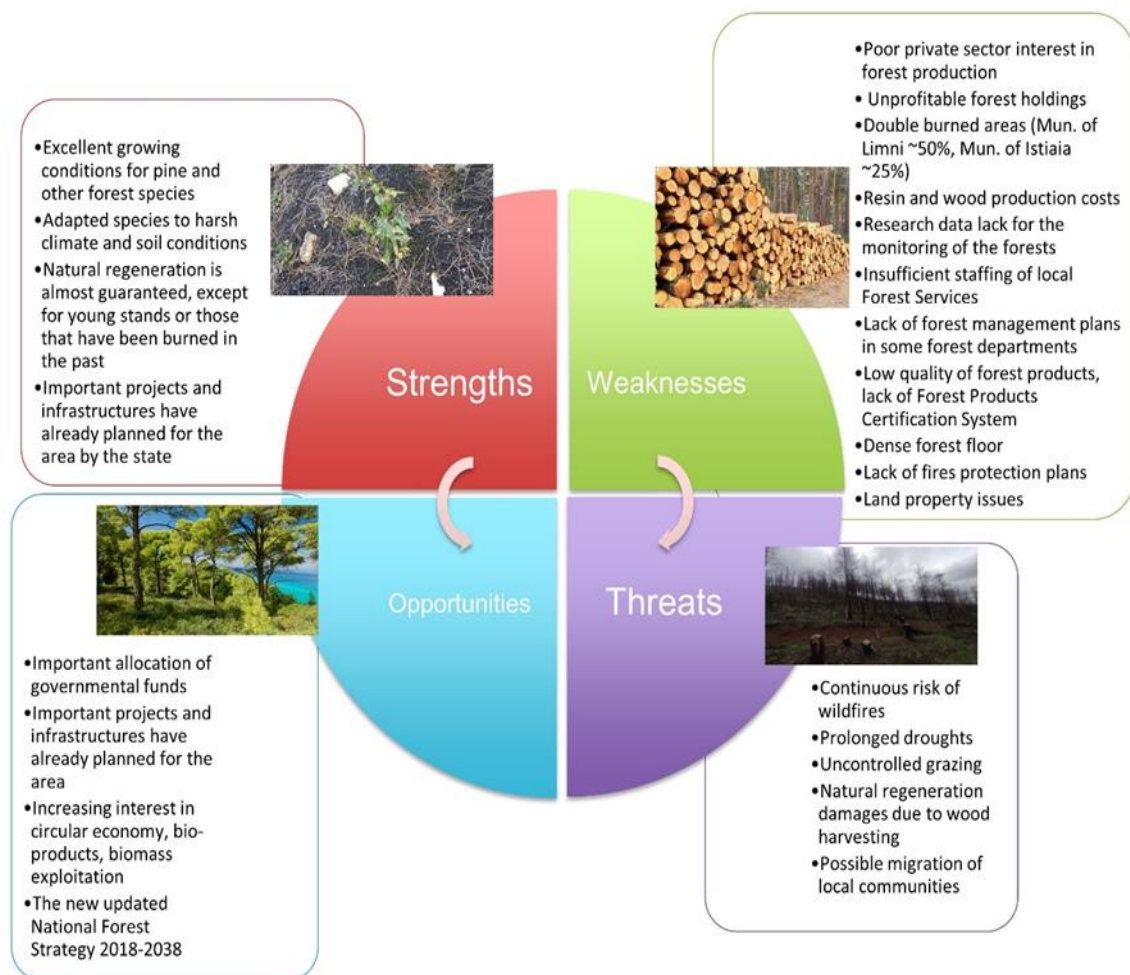 •Excellent growing
conditions for pine and
other forest species
•Adapted species to harsh
climate and soil conditions
•Natural regeneration is
almost guaranteed, except
for young stands or those
that have been burned in
the past
•Important projects and
infrastructures have
already planned for the
area by the state
Strengths
Weaknesses
•Poor private sector interest in
forest production
• Unprofitable forest holdings
•Double burned areas (Mun. of
Limni ~50%, Mun. of Istiaia
~25%)
•Resin and wood production costs
•Research data lack for the
monitoring of the forests
•Insufficient staffing of local
Forest Services
•Lack of forest management plans
in some forest departments
•Low quality of forest products,
lack of Forest Products
Certification System
•Dense forest floor
•Lack of fires protection plans
•Land property issues
Opportunities
•Important allocation of
governmental funds
•Important projects and
infrastructures have
already planned for the
area
•Increasing interest in
circular economy, bio-
products, biomass
exploitation
•The new updated
National Forest
Strategy 2018-2038
Threats
•Continuous risk of
wildfires
•Prolonged droughts
•Uncontrolled grazing
•Natural regeneration
damages due to wood
harvesting
•Possible migration of
local communities